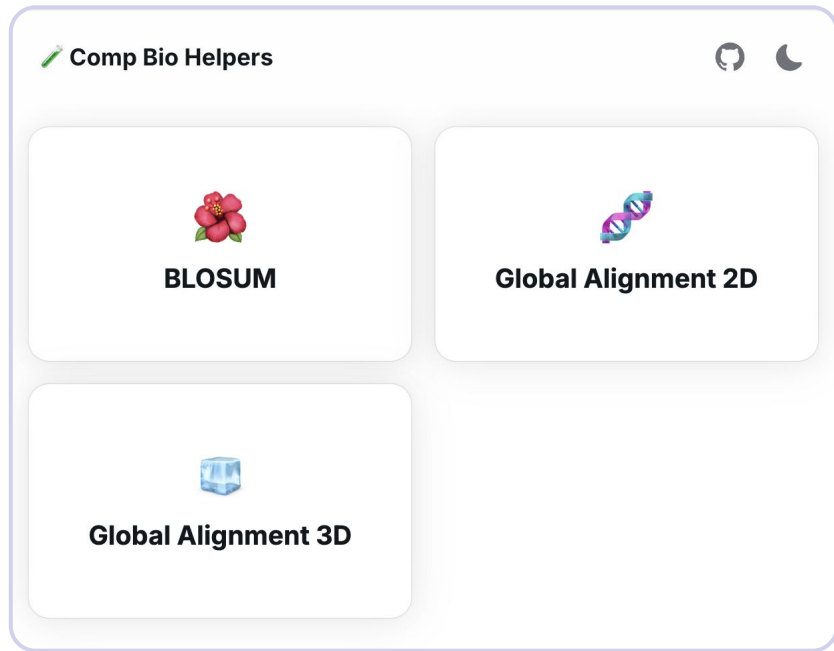 Comp Bio Helpers
BLOSUM
Global Alignment 2D
Global Alignment 3D